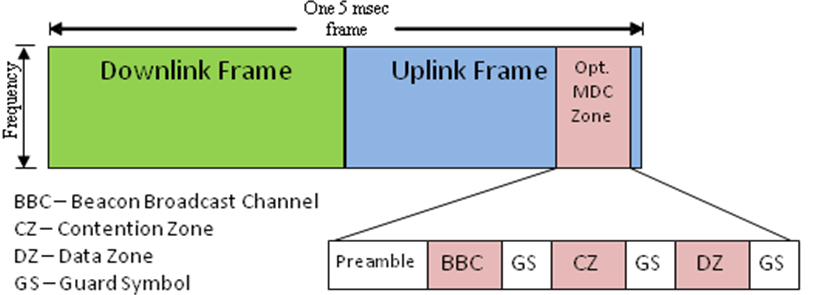 One 5 msec
frame
Frequency
Downlink Frame
Uplink Frame
Opt.
MDC
Zone
BBC – Beacon Broadcast Channel
CZ – Contention Zone
DZ – Data Zone
GS – Guard Symbol
Preamble BBC GS CZ GS DZ GS